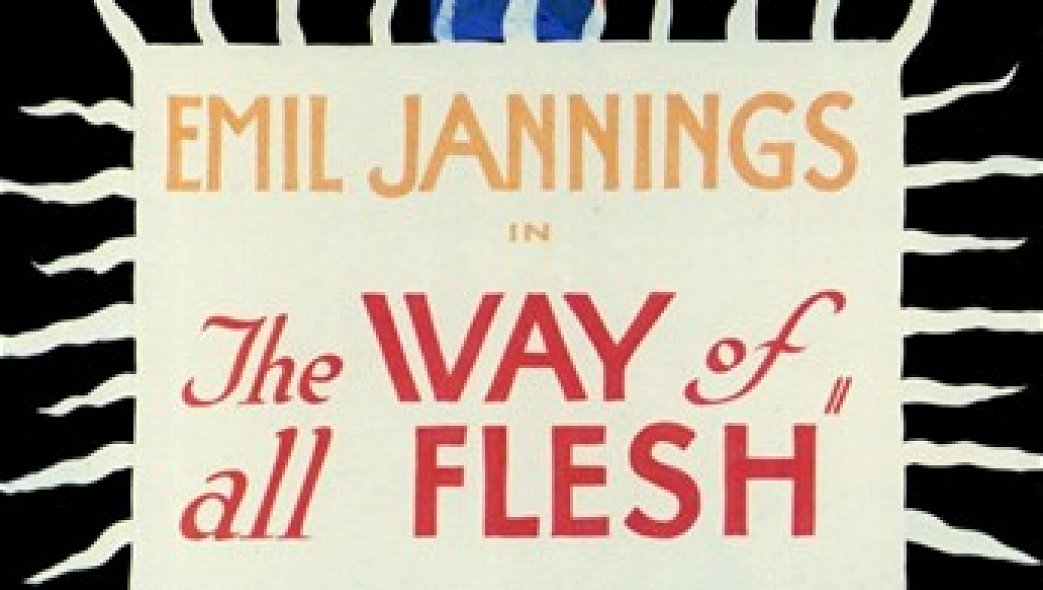 EMIL JANNINGS
IN
The WAY of
all FLESH"